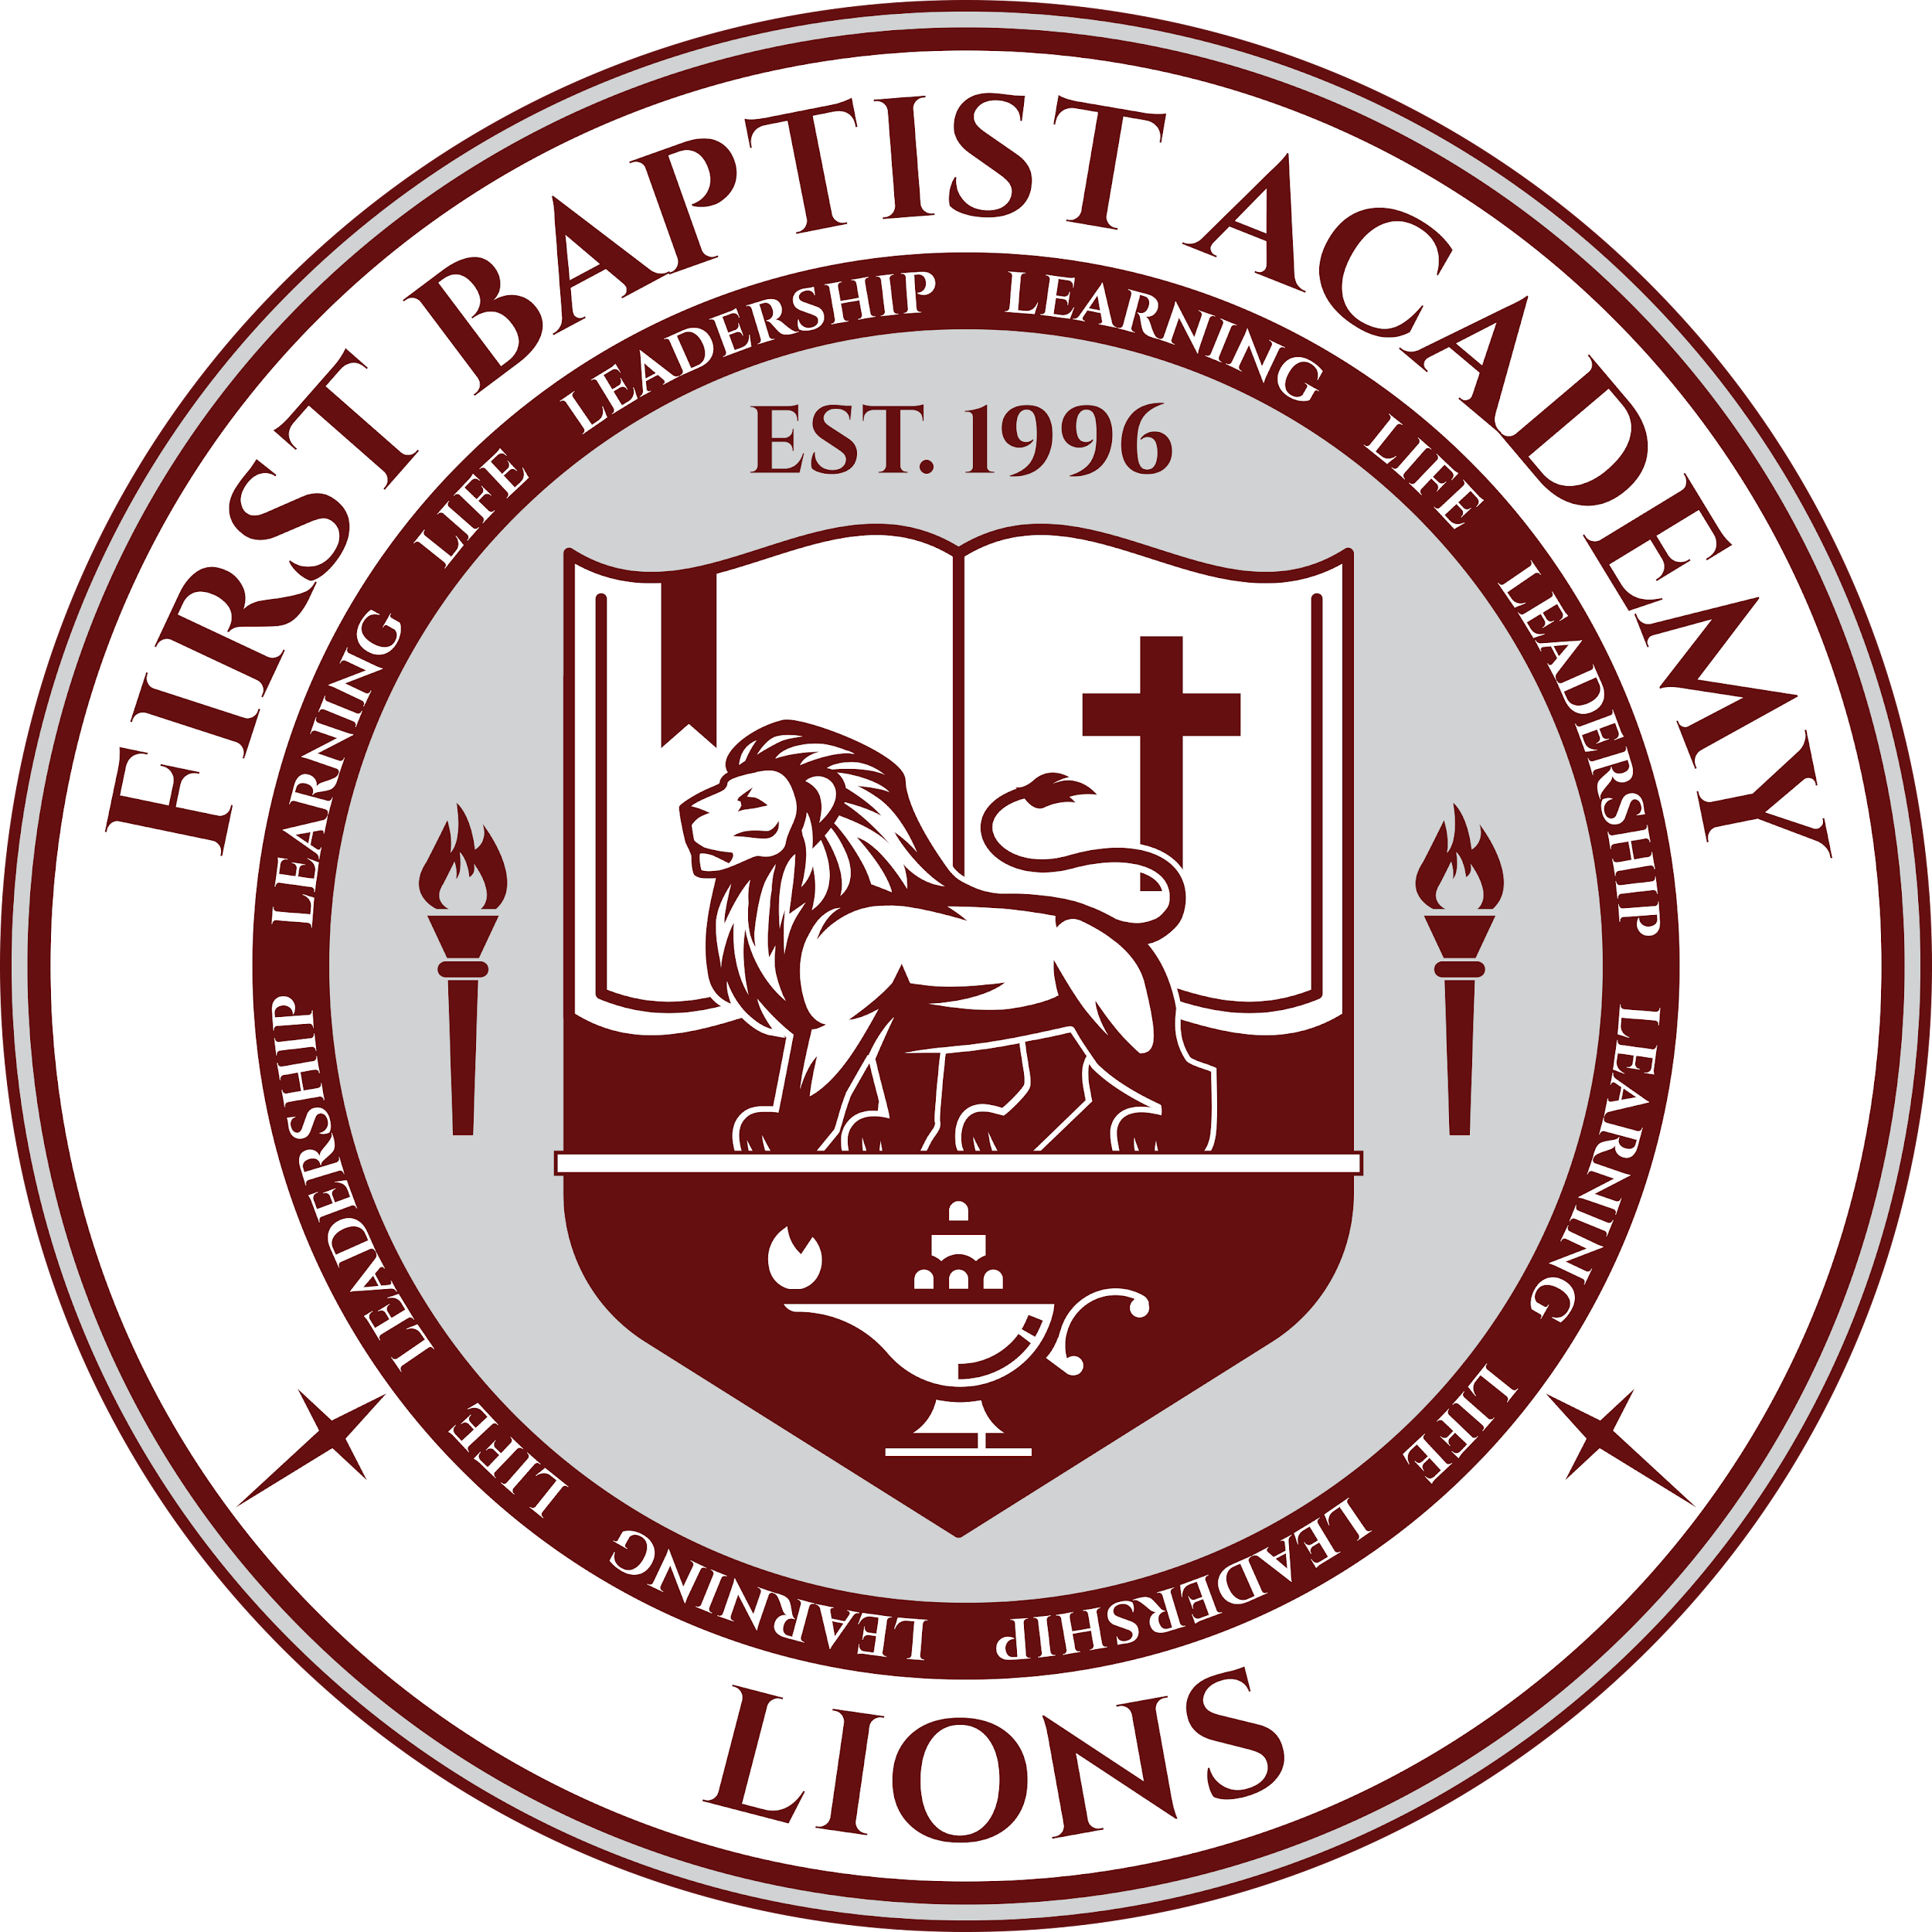 FIRST BAPTIST ACADEMY
LIFE LEADERSHIP LEARNING LIFE LEADERSHIP LEARNING LIFE LEADERSHIP LEARNING LIFE LEADERSHIP LEARNING
EST. 1996
LIONS